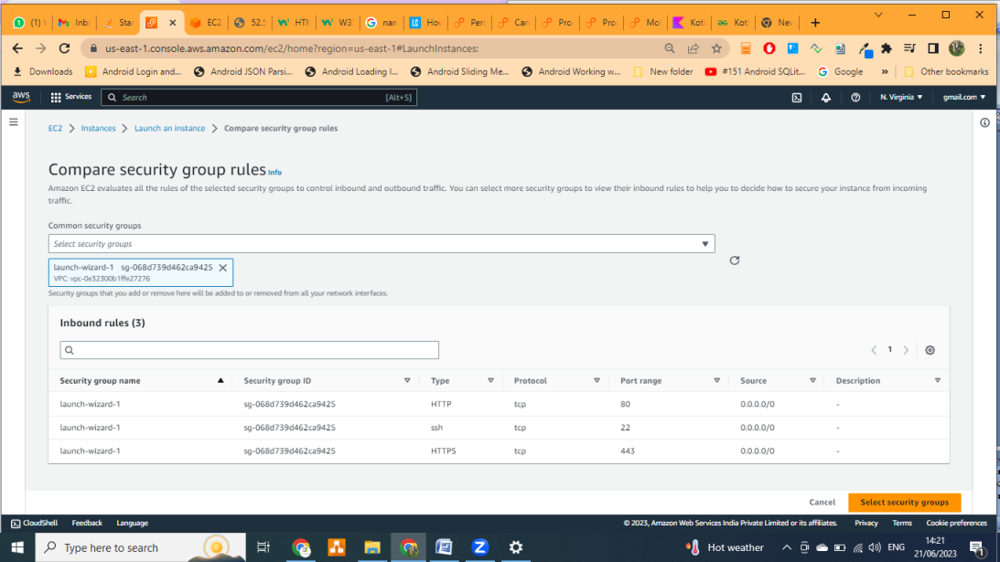 (1) \
Inb
Sta
EC2
52.5
HTI
W3
nan
Hov
Per
Car
Pro
Pro
Mo
Kot
Kot
Nev
us-east-1.console.aws.amazon.com/ec2/home?region=us-east-1#LaunchInstances:
Downloads
Android Login and...
Android JSON Parsi...
Android Loading I...
Android Sliding Me...
Android Working w...
New folder
#151 Android SQLit...
Google
»
Other bookmarks
aws
Services
Search
[Alt+S]
N. Virginia
gmail.com
EC2 > Instances > Launch an instance > Compare security group rules
Compare security group rules Info
Amazon EC2 evaluates all the rules of the selected security groups to control inbound and outbound traffic. You can select more security groups to view their inbound rules to help you to decide how to secure your instance from incoming
traffic.
Common security groups
Select security groups
launch-wizard-1 sg-068d739d462ca9425
VPC: vpc-0e32300b1ffe27276
Security groups that you add or remove here will be added to or removed from all your network interfaces.
Inbound rules (3)
1
Security group name Security group ID Type Protocol Port range Source Description
launch-wizard-1 sg-068d739d462ca9425 HTTP tcp 80 0.0.0.0/0 -
launch-wizard-1 sg-068d739d462ca9425 ssh tcp 22 0.0.0.0/0 -
launch-wizard-1 sg-068d739d462ca9425 HTTPS tcp 443 0.0.0.0/0 -
Cancel
Select security groups
CloudShell Feedback Language
© 2023, Amazon Web Services India Private Limited or its affiliates. Privacy Terms Cookie preferences
Type here to search
Hot weather
ENG
14:21
21/06/2023
1